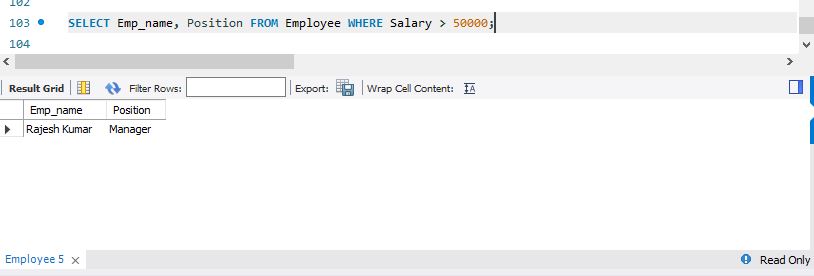 102
103 SELECT Emp_name, Position FROM Employee WHERE Salary > 50000;
104
Result Grid Filter Rows: Export: Wrap Cell Content:
Emp_name Position
Rajesh Kumar Manager
Employee 5 Read Only